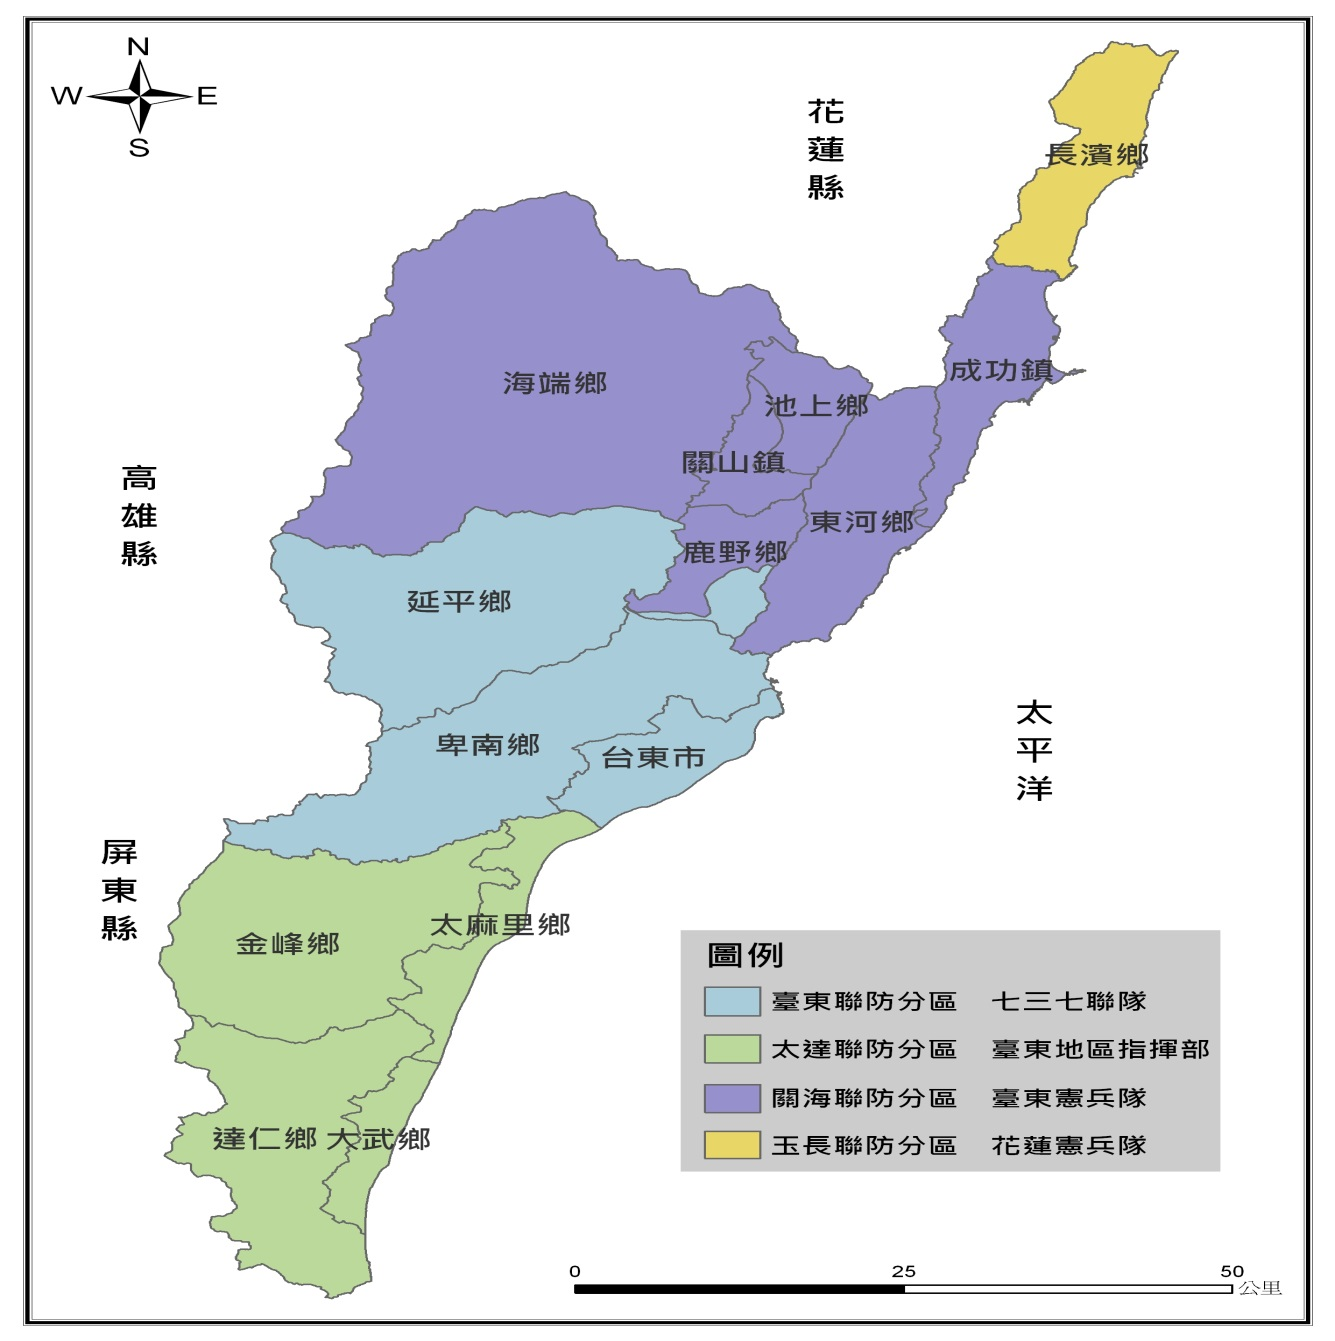 N
W E
S
花蓮縣
長濱鄉
海端鄉
成功鎮
池上鄉
關山鎮
高雄縣
東河鄉
鹿野鄉
延平鄉
太平洋
卑南鄉
台東市
屏東縣
太麻里鄉
金峰鄉
達仁鄉
大武鄉
圖例
臺東聯防分區 七三七聯隊
太達聯防分區 臺東地區指揮部
關海聯防分區 臺東憲兵隊
玉長聯防分區 花蓮憲兵隊
0 25 50
公里